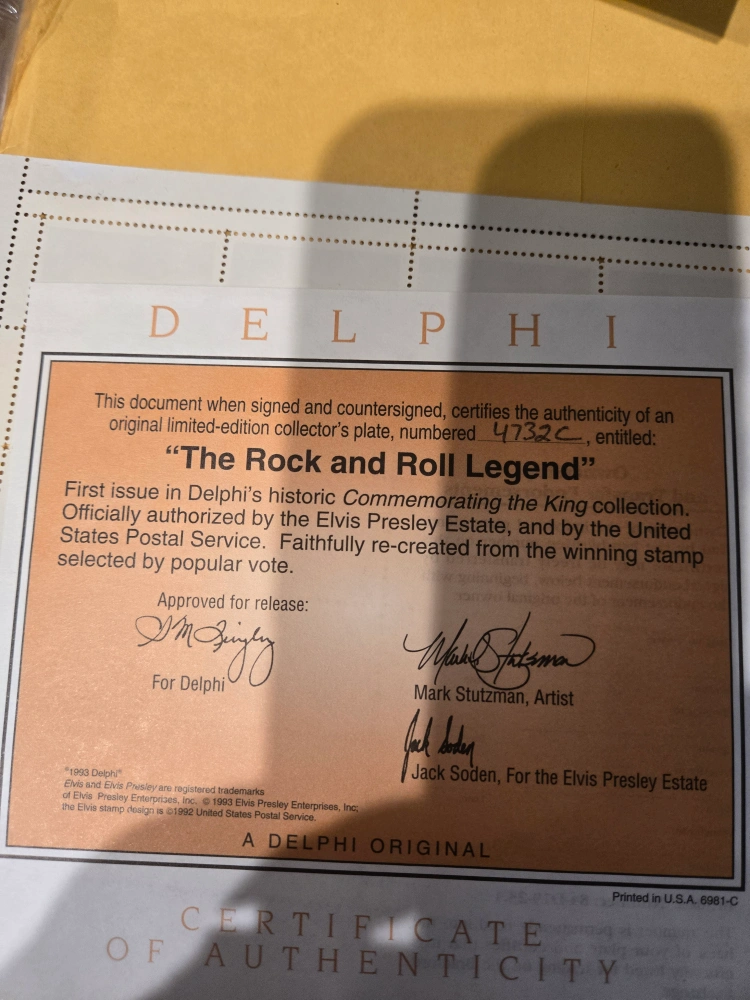 DELPHI
This document when signed and countersigned, certifies the authenticity of an
original limited-edition collector's plate, numbered 4732C, entitled:
"The Rock and Roll Legend"
First issue in Delphi's historic Commemorating the King collection.
Officially authorized by the Elvis Presley Estate, and by the United
States Postal Service. Faithfully re-created from the winning stamp
selected by popular vote.
Approved for release:
For Delphi
Mark Stutzman
Mark Stutzman, Artist
Jack Soden
Jack Soden, For the Elvis Presley Estate
©1993 Delphi®
Elvis and Elvis Presley are registered trademarks
of Elvis Presley Enterprises, Inc. © 1993 Elvis Presley Enterprises, Inc;
the Elvis stamp design is ©1992 United States Postal Service.
A DELPHI ORIGINAL
Printed in U.S.A. 6981-C
CERTIFICATE
OF AUTHENTICITY